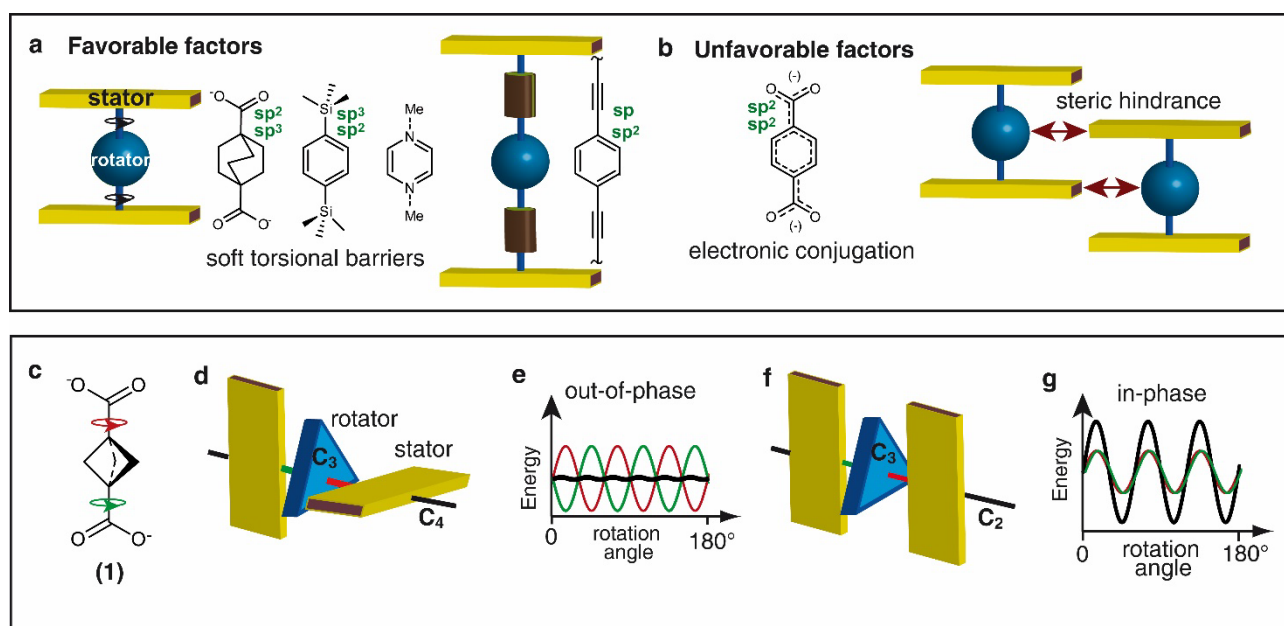 a Favorable factors
stator
rotator
⁻O
O
sp²
sp³
O
O⁻
Si
sp³
sp²
Si
Me
N
N
Me
soft torsional barriers
sp
sp²
b Unfavorable factors
(-)
O
O
sp²
sp²
O
O
(-)
electronic conjugation
steric hindrance
c
⁻O
O
O
O⁻
(1)
d
rotator
stator
C₃
C₄
e
out-of-phase
Energy
0
rotation
angle
180°
f
C₃
C₂
g
in-phase
Energy
0
rotation
angle
180°